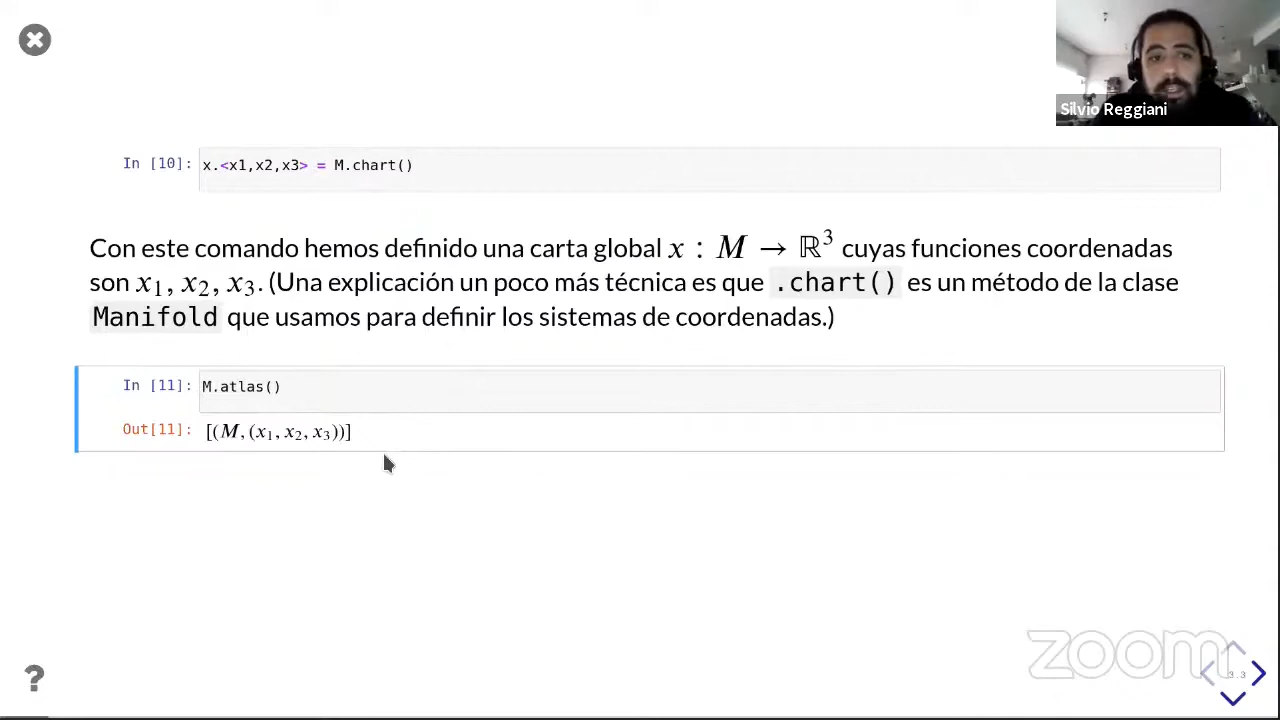 Silvio Reggiani
In [10]: x.<x1,x2,x3> = M.chart()
Con este comando hemos definido una carta global x : M → ℝ³ cuyas funciones coordenadas
son x₁, x₂, x₃. (Una explicación un poco más técnica es que .chart() es un método de la clase
Manifold que usamos para definir los sistemas de coordenadas.)
In [11]: M.atlas()
Out[11]: [(M, (x₁, x₂, x₃))]
zoom
3.3
?